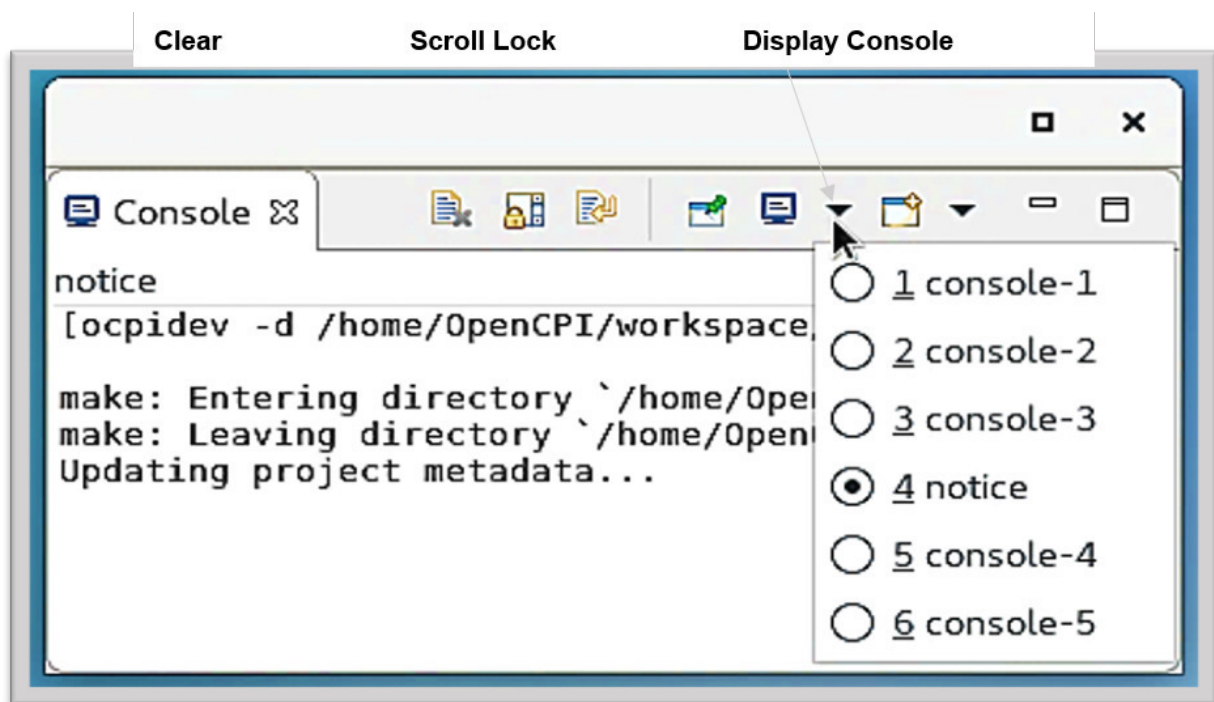 Clear Scroll Lock Display Console
Console
notice
[ocpidev -d /home/OpenCPI/workspace
make: Entering directory `/home/Ope
make: Leaving directory `/home/Open
Updating project metadata...
1 console-1
2 console-2
3 console-3
4 notice
5 console-4
6 console-5